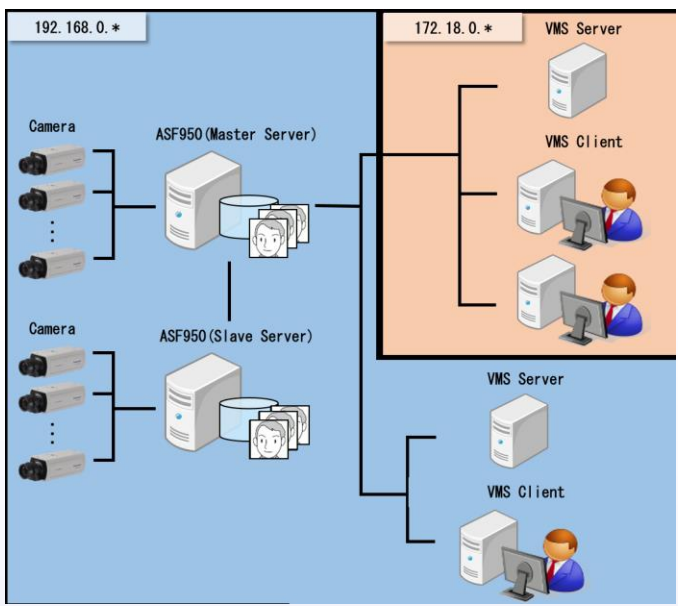 192.168.0.*
172.18.0.*
VMS Server
Camera
ASF950(Master Server)
VMS Client
Camera
ASF950(Slave Server)
VMS Server
VMS Client